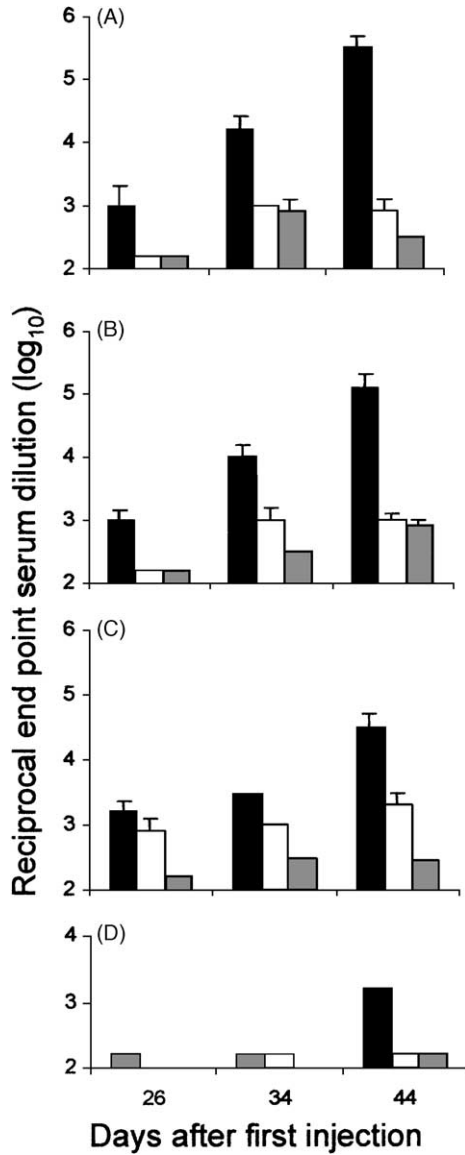 Reciprocal end point serum dilution (log10)
(A)
6
5
4
3
2
(B)
6
5
4
3
2
(C)
6
5
4
3
2
(D)
4
3
2
26 34 44
Days after first injection